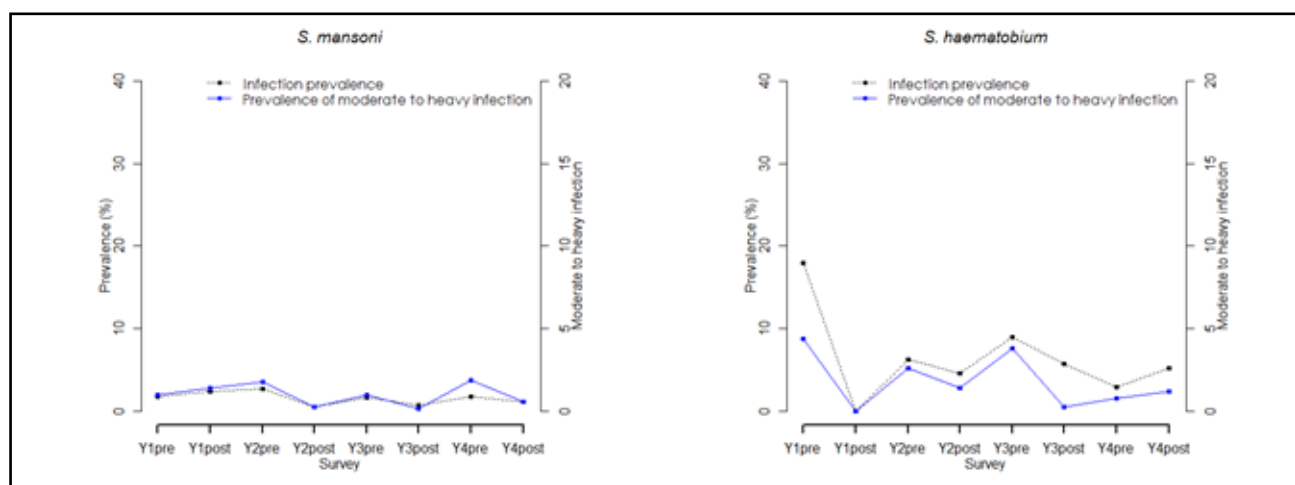 S. mansoni
Infection prevalence
Prevalence of moderate to heavy infection
40
30
20
10
0
Prevalence (%)
20
15
10
5
0
Moderate to heavy infection
Y1pre Y1post Y2pre Y2post Y3pre Y3post Y4pre Y4post
Survey
S. haematobium
Infection prevalence
Prevalence of moderate to heavy infection
40
30
20
10
0
Prevalence (%)
20
15
10
5
0
Moderate to heavy infection
Y1pre Y1post Y2pre Y2post Y3pre Y3post Y4pre Y4post
Survey